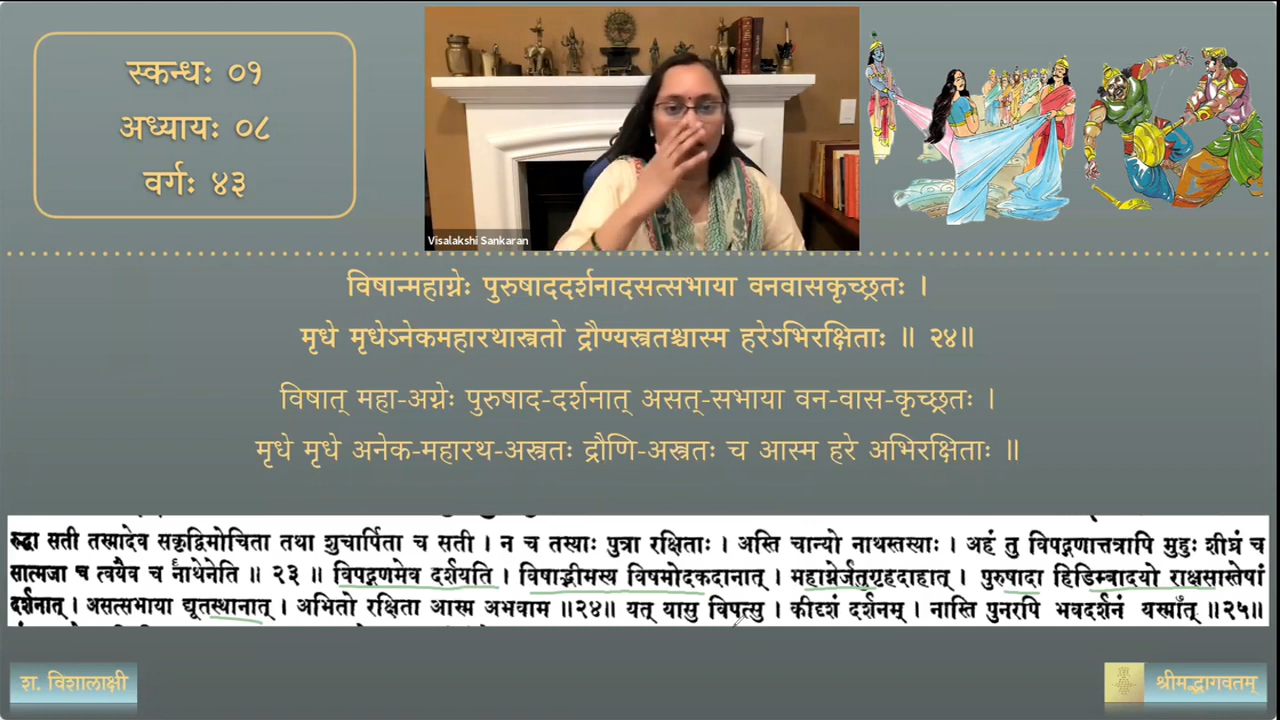 स्कन्धः ०१
अध्यायः ०८
वर्गः ४३
Visalakshi Sankaran
विषान्महाग्नेः पुरुषाददर्शनादसत्सभाया वनवासकृच्छ्रतः ।
मृधे मृधेऽनेकमहारथास्त्रतो द्रौण्यस्त्रतश्चास्म हरेऽभिरक्षिताः ॥ २४॥
विषात् महा-अग्नेः पुरुषाद-दर्शनात् असत्-सभाया वन-वास-कृच्छ्रतः ।
मृधे मृधे अनेक-महारथ-अस्त्रतः द्रौणि-अस्त्रतः च आस्म हरे अभिरक्षिताः ॥
रुद्धा सती तस्मादेव सकृद्विमोचिता तथा शुचार्पिता च सती । न च तस्याः पुत्रा रक्षिताः । अस्ति चान्यो नाथस्तस्याः । अहं तु विपद्गणात्तत्रापि मुहुः शीघ्रं च
सात्मजा च त्वयैव च नाथेनेति ॥ २३ ॥ विपद्गणमेव दर्शयति । विषाद्भीमस्य विषमोदकदानात् । महाग्नेर्जतुगृहदाहात् । पुरुषादा हिडिम्बादयो राक्षसास्तेषां
दर्शनात् । असत्सभाया द्यूतस्थानात् । अभितो रक्षिता आस्म अभवाम ॥२४॥ यत् यासु विपत्सु । कीदृशं दर्शनम् । नास्ति पुनरपि भवदर्शनं यस्मात् ॥२५॥
श. विशालाक्षी
श्रीमद्भागवतम्